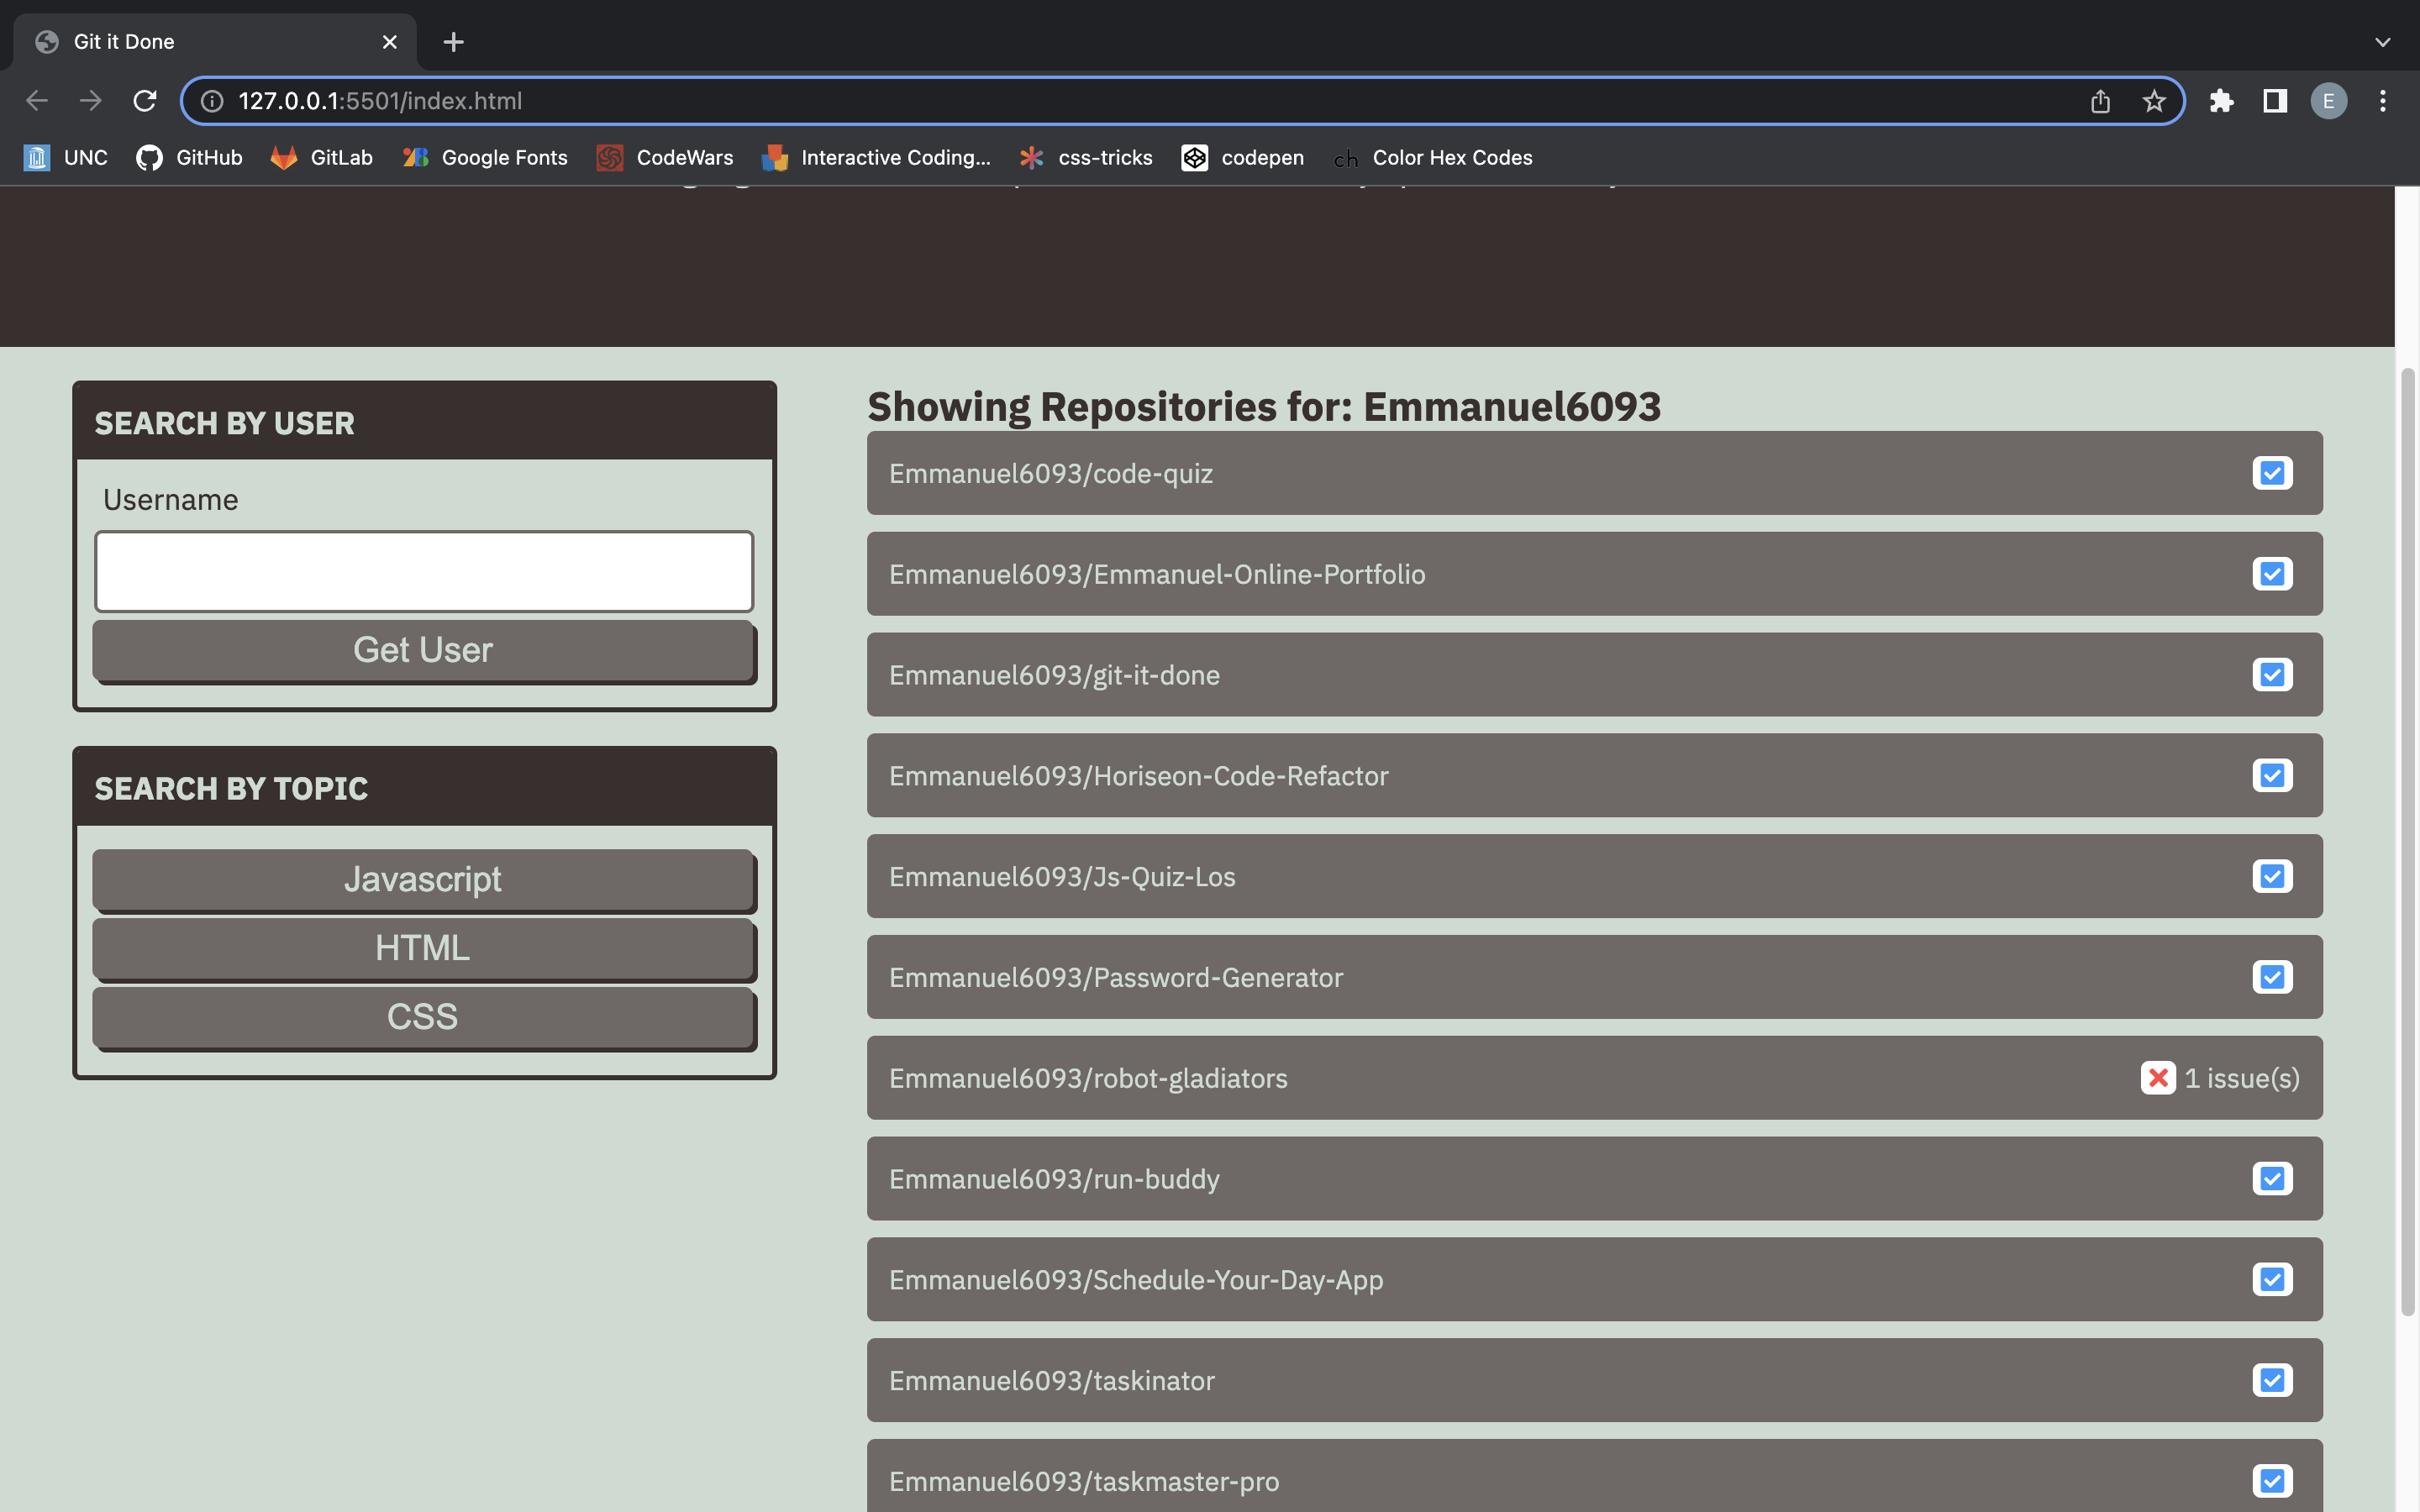 Git it Done
127.0.0.1:5501/index.html
E
UNC GitHub GitLab Google Fonts CodeWars Interactive Coding... css-tricks codepen ch Color Hex Codes
SEARCH BY USER
Username
Get User
SEARCH BY TOPIC
Javascript
HTML
CSS
Showing Repositories for: Emmanuel6093
Emmanuel6093/code-quiz
Emmanuel6093/Emmanuel-Online-Portfolio
Emmanuel6093/git-it-done
Emmanuel6093/Horiseon-Code-Refactor
Emmanuel6093/Js-Quiz-Los
Emmanuel6093/Password-Generator
Emmanuel6093/robot-gladiators 1 issue(s)
Emmanuel6093/run-buddy
Emmanuel6093/Schedule-Your-Day-App
Emmanuel6093/taskinator
Emmanuel6093/taskmaster-pro